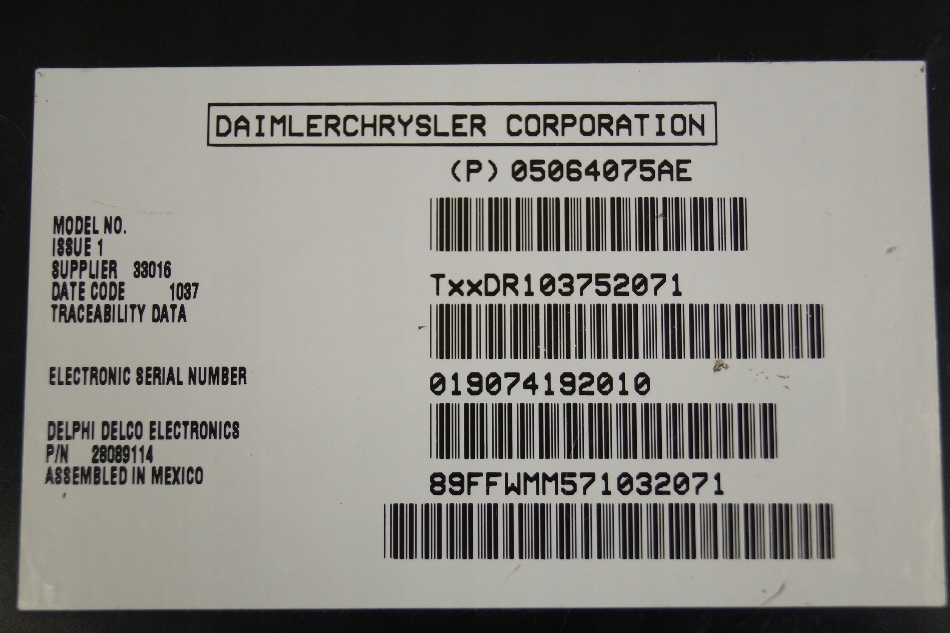 DAIMLERCHRYSLER CORPORATION
(P) 05064075AE
MODEL NO.
ISSUE 1
SUPPLIER 33016
DATE CODE 1037
TRACEABILITY DATA
TxxDR103752071
ELECTRONIC SERIAL NUMBER
019074192010
DELPHI DELCO ELECTRONICS
P/N 28089114
ASSEMBLED IN MEXICO
89FFWMM571032071